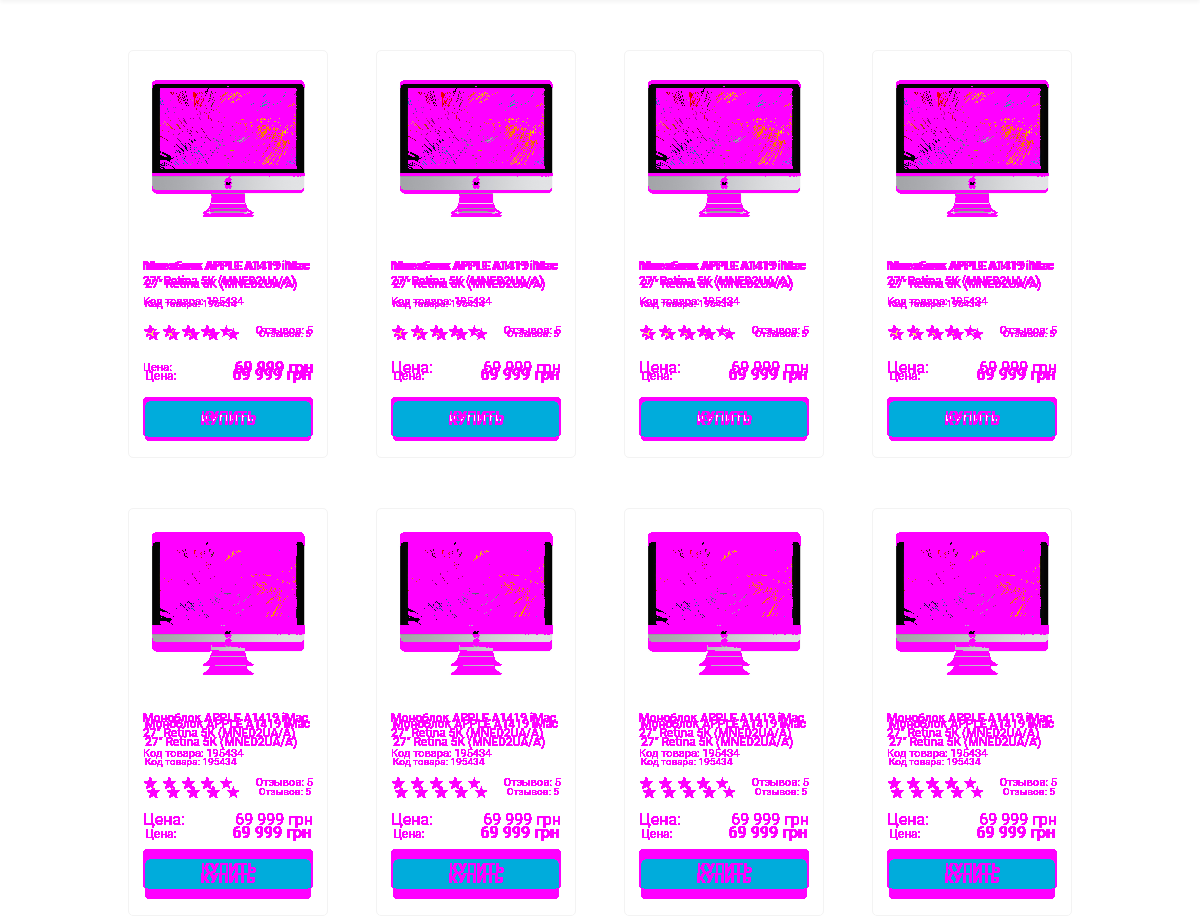 Моноблок APPLE A1419 iMac
27" Retina 5K (MNED2UA/A)
Код товара: 195434
Отзывов: 5
Цена: 69 999 грн
КУПИТЬ
Моноблок APPLE A1419 iMac
27" Retina 5K (MNED2UA/A)
Код товара: 195434
Отзывов: 5
Цена: 69 999 грн
КУПИТЬ
Моноблок APPLE A1419 iMac
27" Retina 5K (MNED2UA/A)
Код товара: 195434
Отзывов: 5
Цена: 69 999 грн
КУПИТЬ
Моноблок APPLE A1419 iMac
27" Retina 5K (MNED2UA/A)
Код товара: 195434
Отзывов: 5
Цена: 69 999 грн
КУПИТЬ
Моноблок APPLE A1419 iMac
27" Retina 5K (MNED2UA/A)
Код товара: 195434
Отзывов: 5
Цена: 69 999 грн
КУПИТЬ
Моноблок APPLE A1419 iMac
27" Retina 5K (MNED2UA/A)
Код товара: 195434
Отзывов: 5
Цена: 69 999 грн
КУПИТЬ
Моноблок APPLE A1419 iMac
27" Retina 5K (MNED2UA/A)
Код товара: 195434
Отзывов: 5
Цена: 69 999 грн
КУПИТЬ
Моноблок APPLE A1419 iMac
27" Retina 5K (MNED2UA/A)
Код товара: 195434
Отзывов: 5
Цена: 69 999 грн
КУПИТЬ